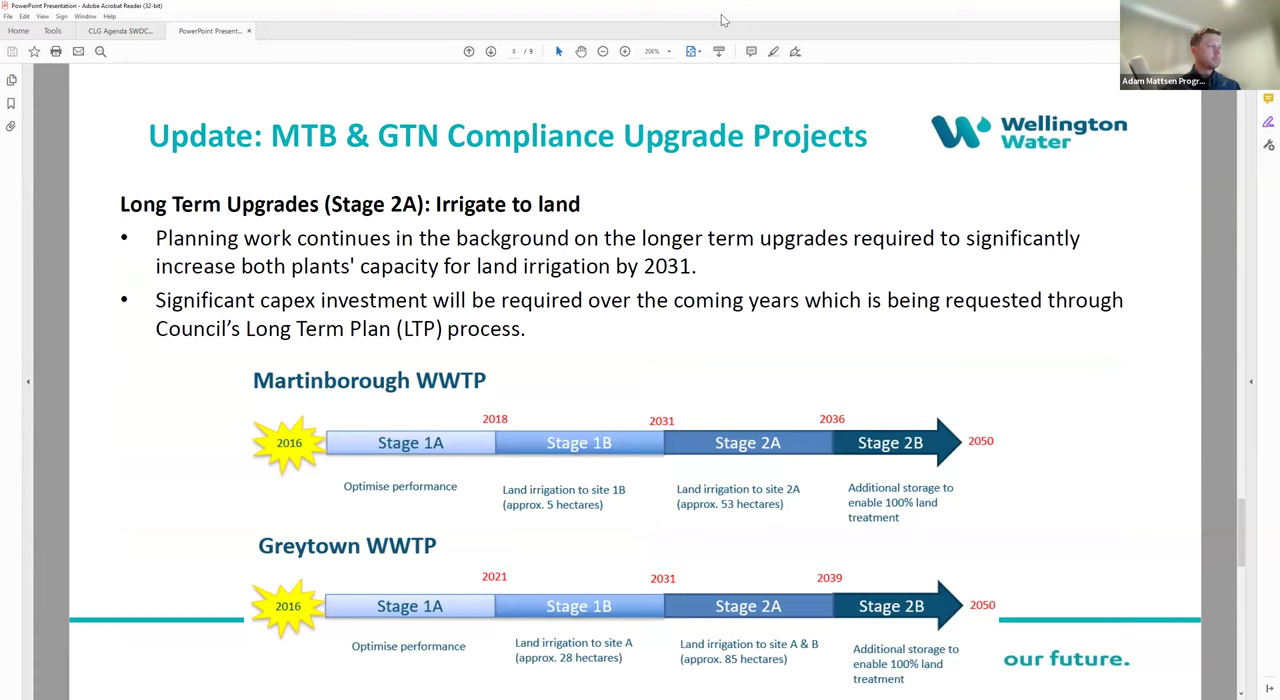 PowerPoint Presentation - Adobe Acrobat Reader (32-bit)
File Edit View Sign Window Help
Home Tools CLG Agenda SWDC... PowerPoint Present... ×
8 / 9 206%
Adam Mattsen Progr...
Update: MTB & GTN Compliance Upgrade Projects
Wellington
Water
Long Term Upgrades (Stage 2A): Irrigate to land
• Planning work continues in the background on the longer term upgrades required to significantly
increase both plants' capacity for land irrigation by 2031.
• Significant capex investment will be required over the coming years which is being requested through
Council’s Long Term Plan (LTP) process.
Martinborough WWTP
2018 2031 2036
2016 Stage 1A Stage 1B Stage 2A Stage 2B 2050
Optimise performance Land irrigation to site 1B Land irrigation to site 2A Additional storage to
(approx. 5 hectares) (approx. 53 hectares) enable 100% land
treatment
Greytown WWTP
2021 2031 2039
2016 Stage 1A Stage 1B Stage 2A Stage 2B 2050
Optimise performance Land irrigation to site A Land irrigation to site A & B Additional storage to
(approx. 28 hectares) (approx. 85 hectares) enable 100% land
treatment
our future.